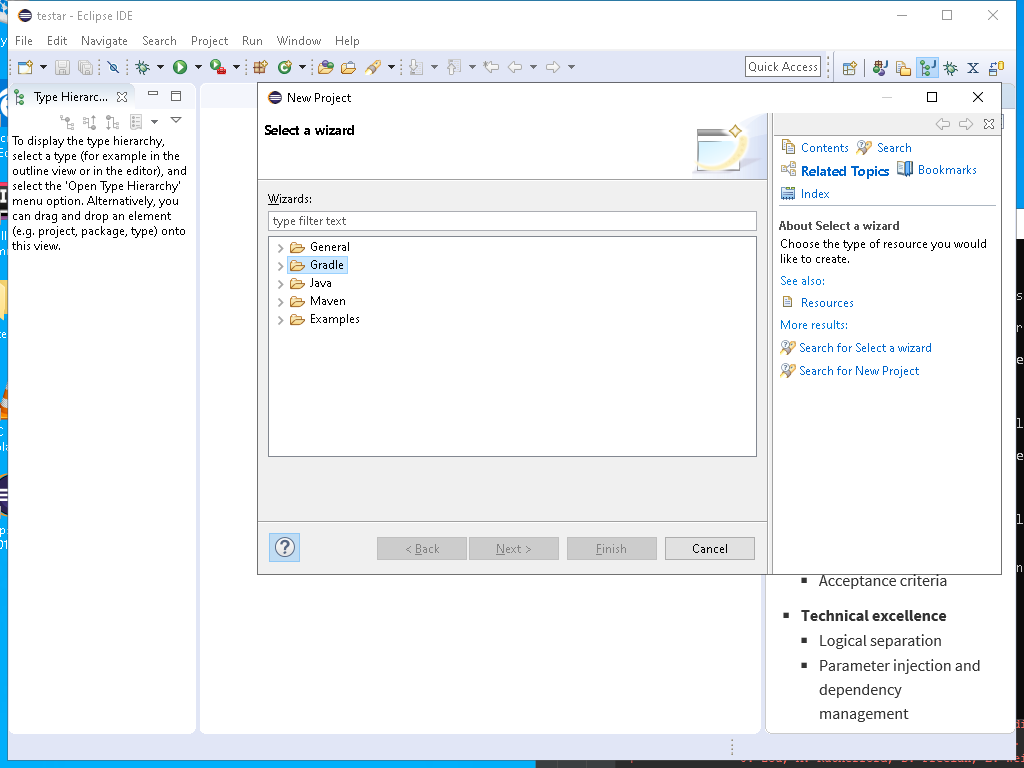 testar - Eclipse IDE
File Edit Navigate Search Project Run Window Help
Quick Access
Type Hierarc...
To display the type hierarchy,
select a type (for example in the
outline view or in the editor), and
select the 'Open Type Hierarchy'
menu option. Alternatively, you
can drag and drop an element
(e.g. project, package, type) onto
this view.
New Project
Select a wizard
Wizards:
type filter text
General
Gradle
Java
Maven
Examples
< Back Next > Finish Cancel
Contents Search
Related Topics Bookmarks
Index
About Select a wizard
Choose the type of resource you would
like to create.
See also:
Resources
More results:
Search for Select a wizard
Search for New Project
Acceptance criteria
Technical excellence
Logical separation
Parameter injection and
dependency
management